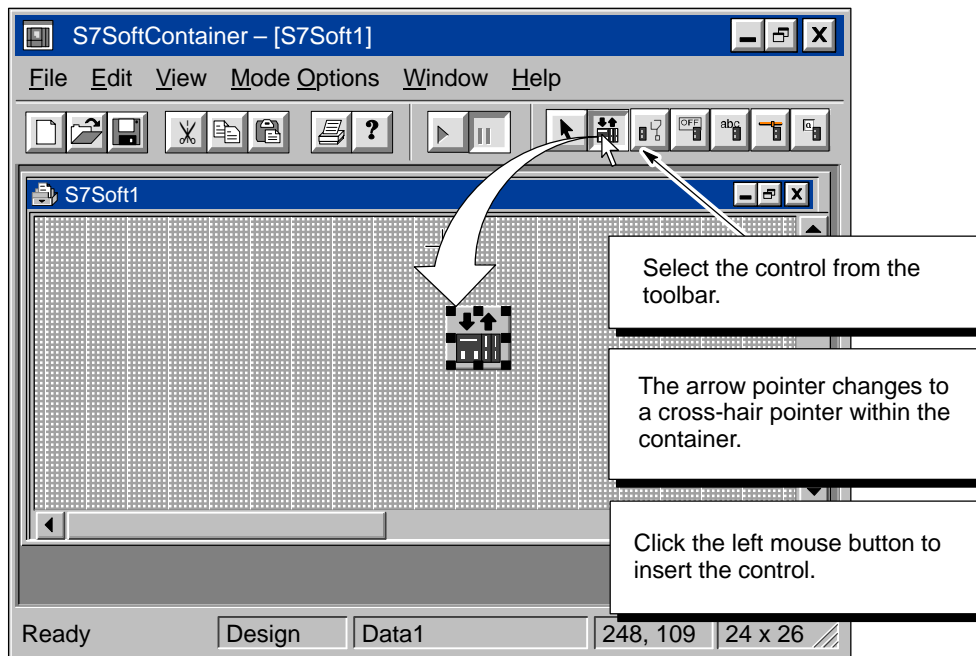 S7SoftContainer – [S7Soft1]
File Edit View Mode Options Window Help
? OFF abc a
S7Soft1
Select the control from the
toolbar.
The arrow pointer changes to
a cross-hair pointer within the
container.
Click the left mouse button to
insert the control.
Ready Design Data1 248, 109 24 x 26